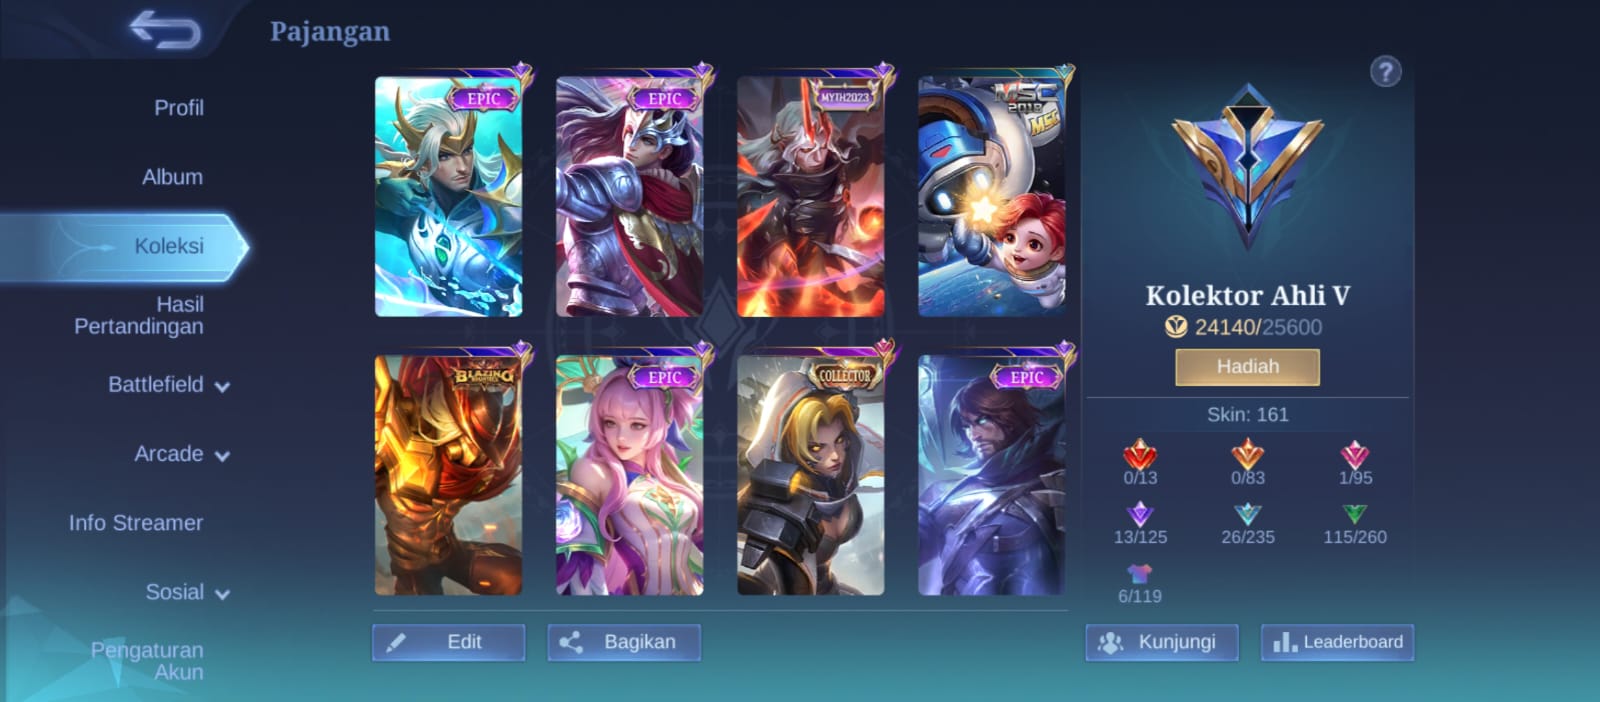 Pajangan
Profil
Album
Koleksi
Hasil
Pertandingan
Battlefield
Arcade
Info Streamer
Sosial
Pengaturan
Akun
EPIC
EPIC
MYTH2023
MSC
2018
MSC
BLAZING
EPIC
COLLECTOR
EPIC
Edit
Bagikan
?
Kolektor Ahli V
24140/25600
Hadiah
Skin: 161
0/13
0/83
1/95
13/125
26/235
115/260
6/119
Kunjungi
Leaderboard